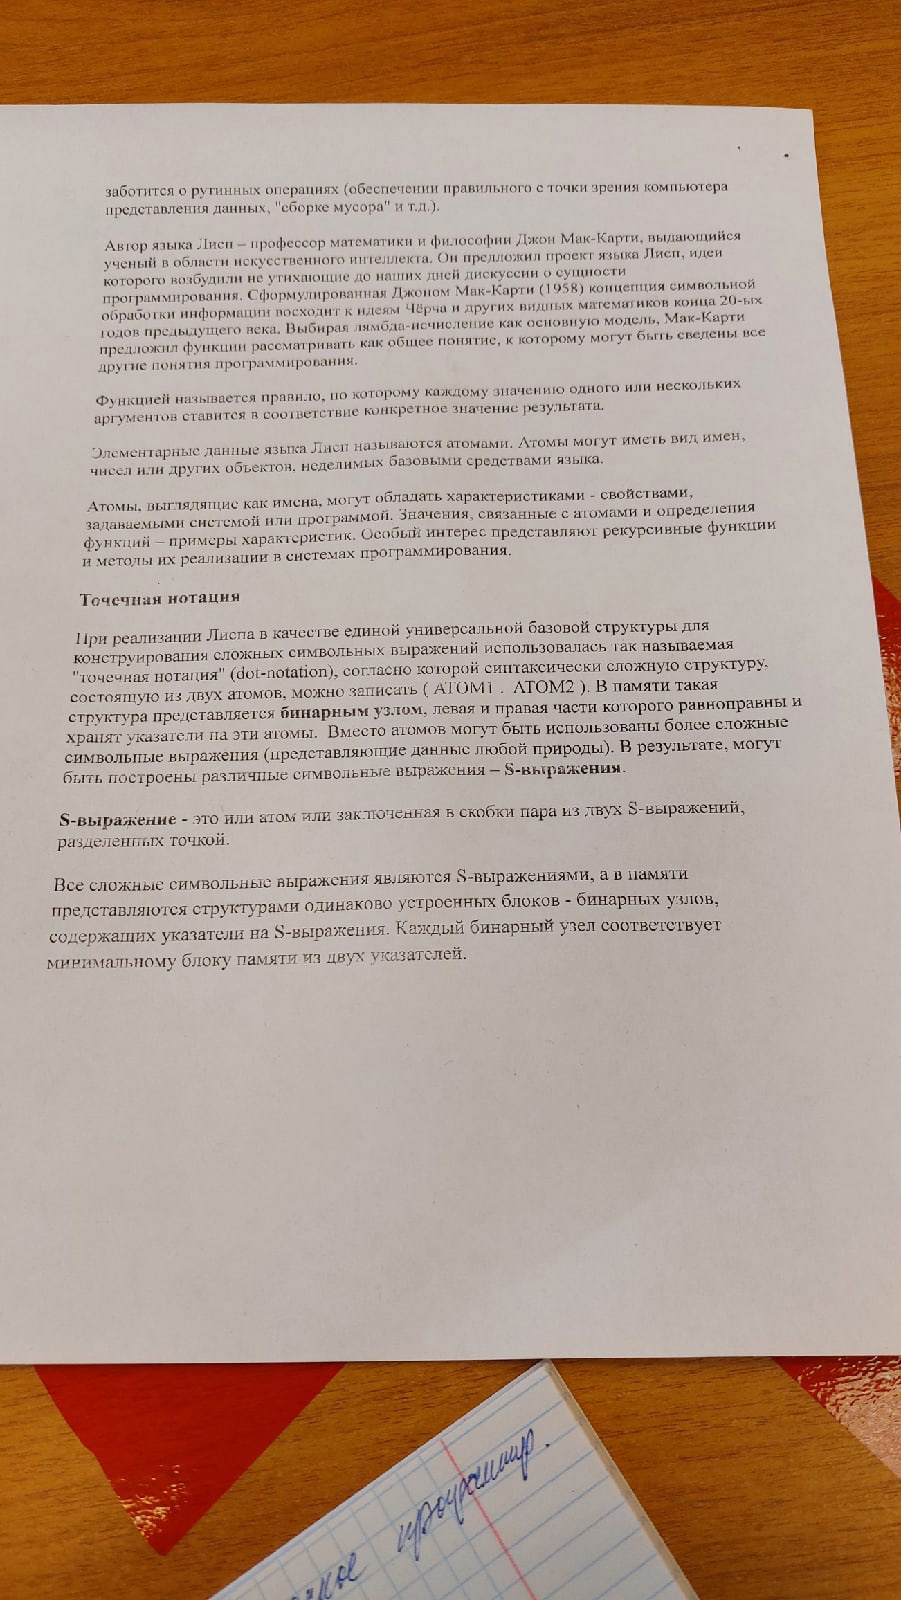 заботится о рутинных операциях (обеспечении правильного с точки зрения компьютера
представления данных, "сборке мусора" и т.д.).
Автор языка Лисп – профессор математики и философии Джон Мак-Карти, выдающийся
ученый в области искусственного интеллекта. Он предложил проект языка Лисп, идеи
которого возбудили не утихающие до наших дней дискуссии о сущности
программирования. Сформулированная Джоном Мак-Карти (1958) концепция символьной
обработки информации восходит к идеям Чёрча и других видных математиков конца 20-ых
годов предыдущего века. Выбирая лямбда-исчисление как основную модель, Мак-Карти
предложил функции рассматривать как общее понятие, к которому могут быть сведены все
другие понятия программирования.
Функцией называется правило, по которому каждому значению одного или нескольких
аргументов ставится в соответствие конкретное значение результата.
Элементарные данные языка Лисп называются атомами. Атомы могут иметь вид имен,
чисел или других объектов, неделимых базовыми средствами языка.
Атомы, выглядящие как имена, могут обладать характеристиками - свойствами,
задаваемыми системой или программой. Значения, связанные с атомами и определения
функций – примеры характеристик. Особый интерес представляют рекурсивные функции
и методы их реализации в системах программирования.
Точечная нотация
При реализации Лиспа в качестве единой универсальной базовой структуры для
конструирования сложных символьных выражений использовалась так называемая
"точечная нотация" (dot-notation), согласно которой синтаксически сложную структуру,
состоящую из двух атомов, можно записать ( ATOM1 . ATOM2 ). В памяти такая
структура представляется бинарным узлом, левая и правая части которого равноправны и
хранят указатели на эти атомы. Вместо атомов могут быть использованы более сложные
символьные выражения (представляющие данные любой природы). В результате, могут
быть построены различные символьные выражения – S-выражения.
S-выражение - это или атом или заключенная в скобки пара из двух S-выражений,
разделенных точкой.
Все сложные символьные выражения являются S-выражениями, а в памяти
представляются структурами одинаково устроенных блоков - бинарных узлов,
содержащих указатели на S-выражения. Каждый бинарный узел соответствует
минимальному блоку памяти из двух указателей.
программир.